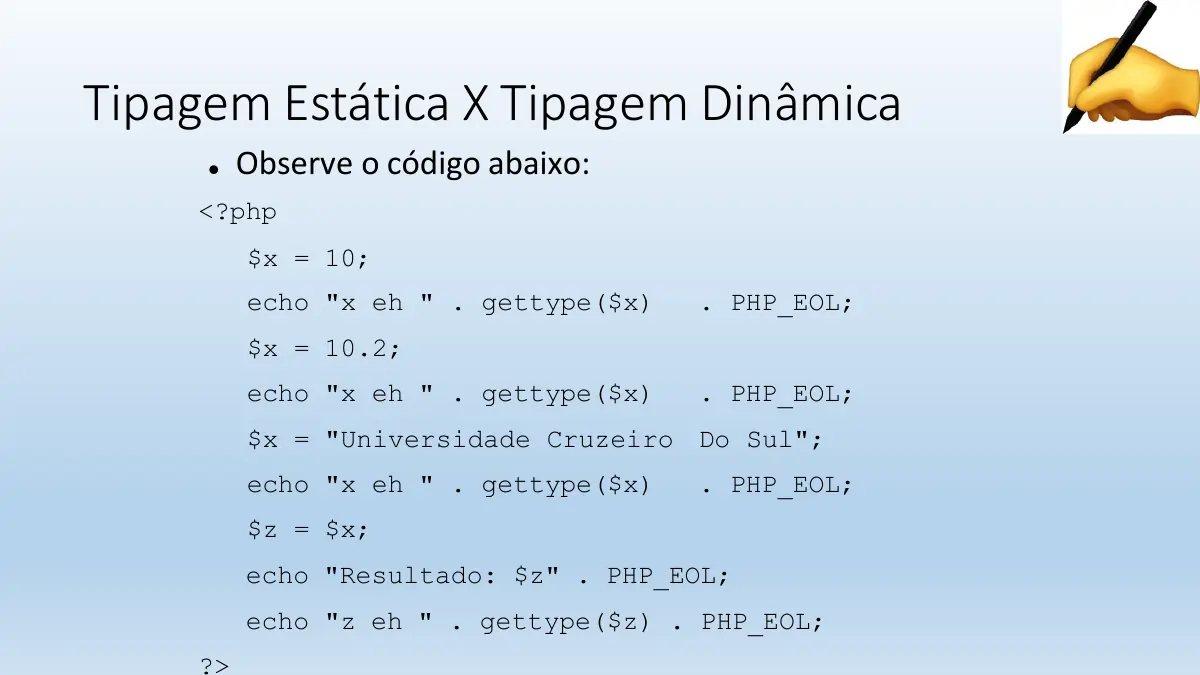 Tipagem Estática X Tipagem Dinâmica
• Observe o código abaixo:
<?php
$x = 10;
echo "x eh " . gettype($x) . PHP_EOL;
$x = 10.2;
echo "x eh " . gettype($x) . PHP_EOL;
$x = "Universidade Cruzeiro Do Sul";
echo "x eh " . gettype($x) . PHP_EOL;
$z = $x;
echo "Resultado: $z" . PHP_EOL;
echo "z eh " . gettype($z) . PHP_EOL;
?>